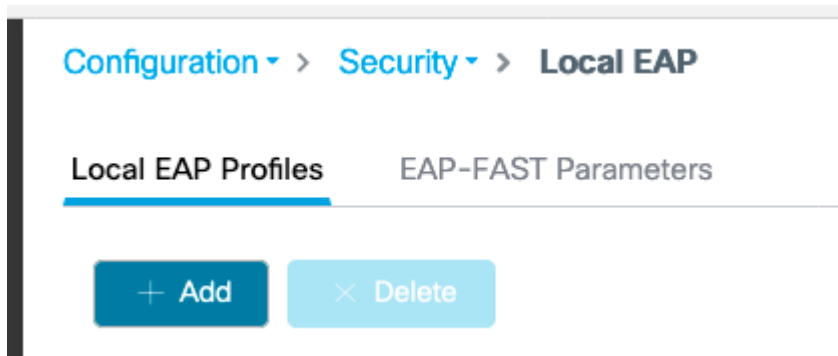 Configuration > Security > Local EAP
Local EAP Profiles EAP-FAST Parameters
+ Add × Delete